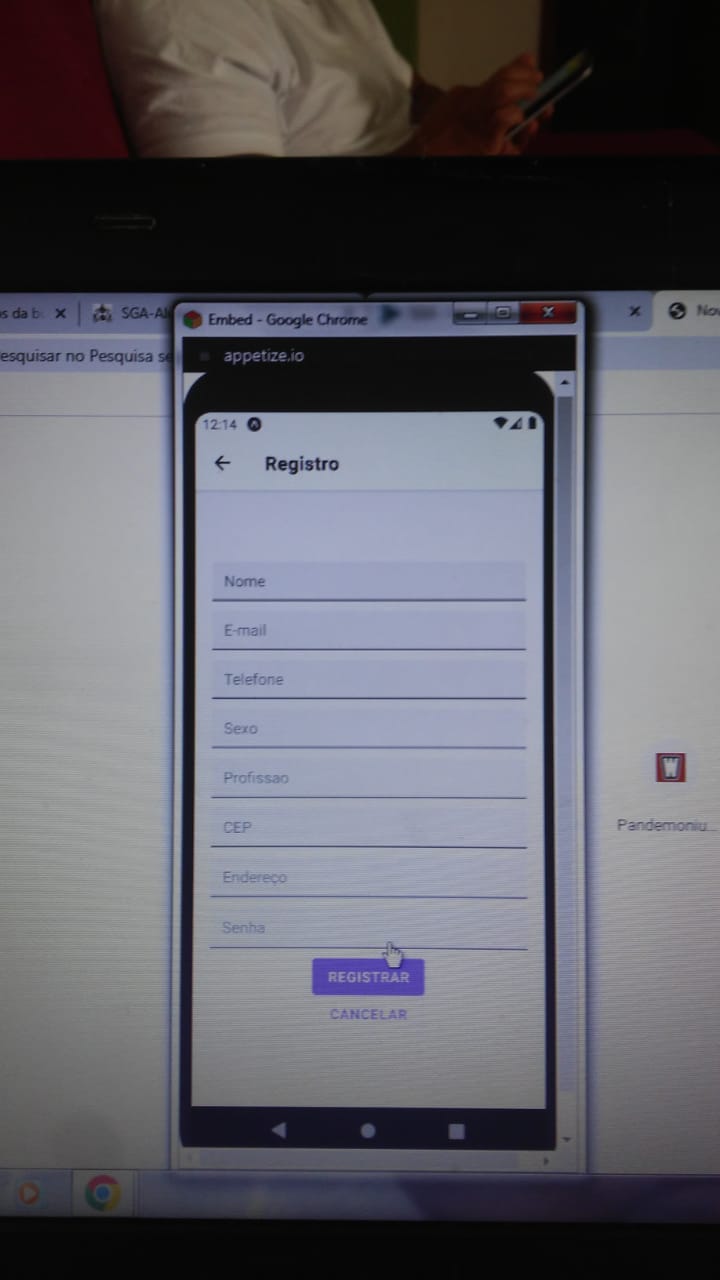 s da b
SGA-Al
Embed - Google Chrome
Nov
esquisar no Pesquisa se
appetize.io
12:14
Registro
Nome
E-mail
Telefone
Sexo
Profissao
CEP
Endereço
Senha
REGISTRAR
CANCELAR
W
Pandemoniu...